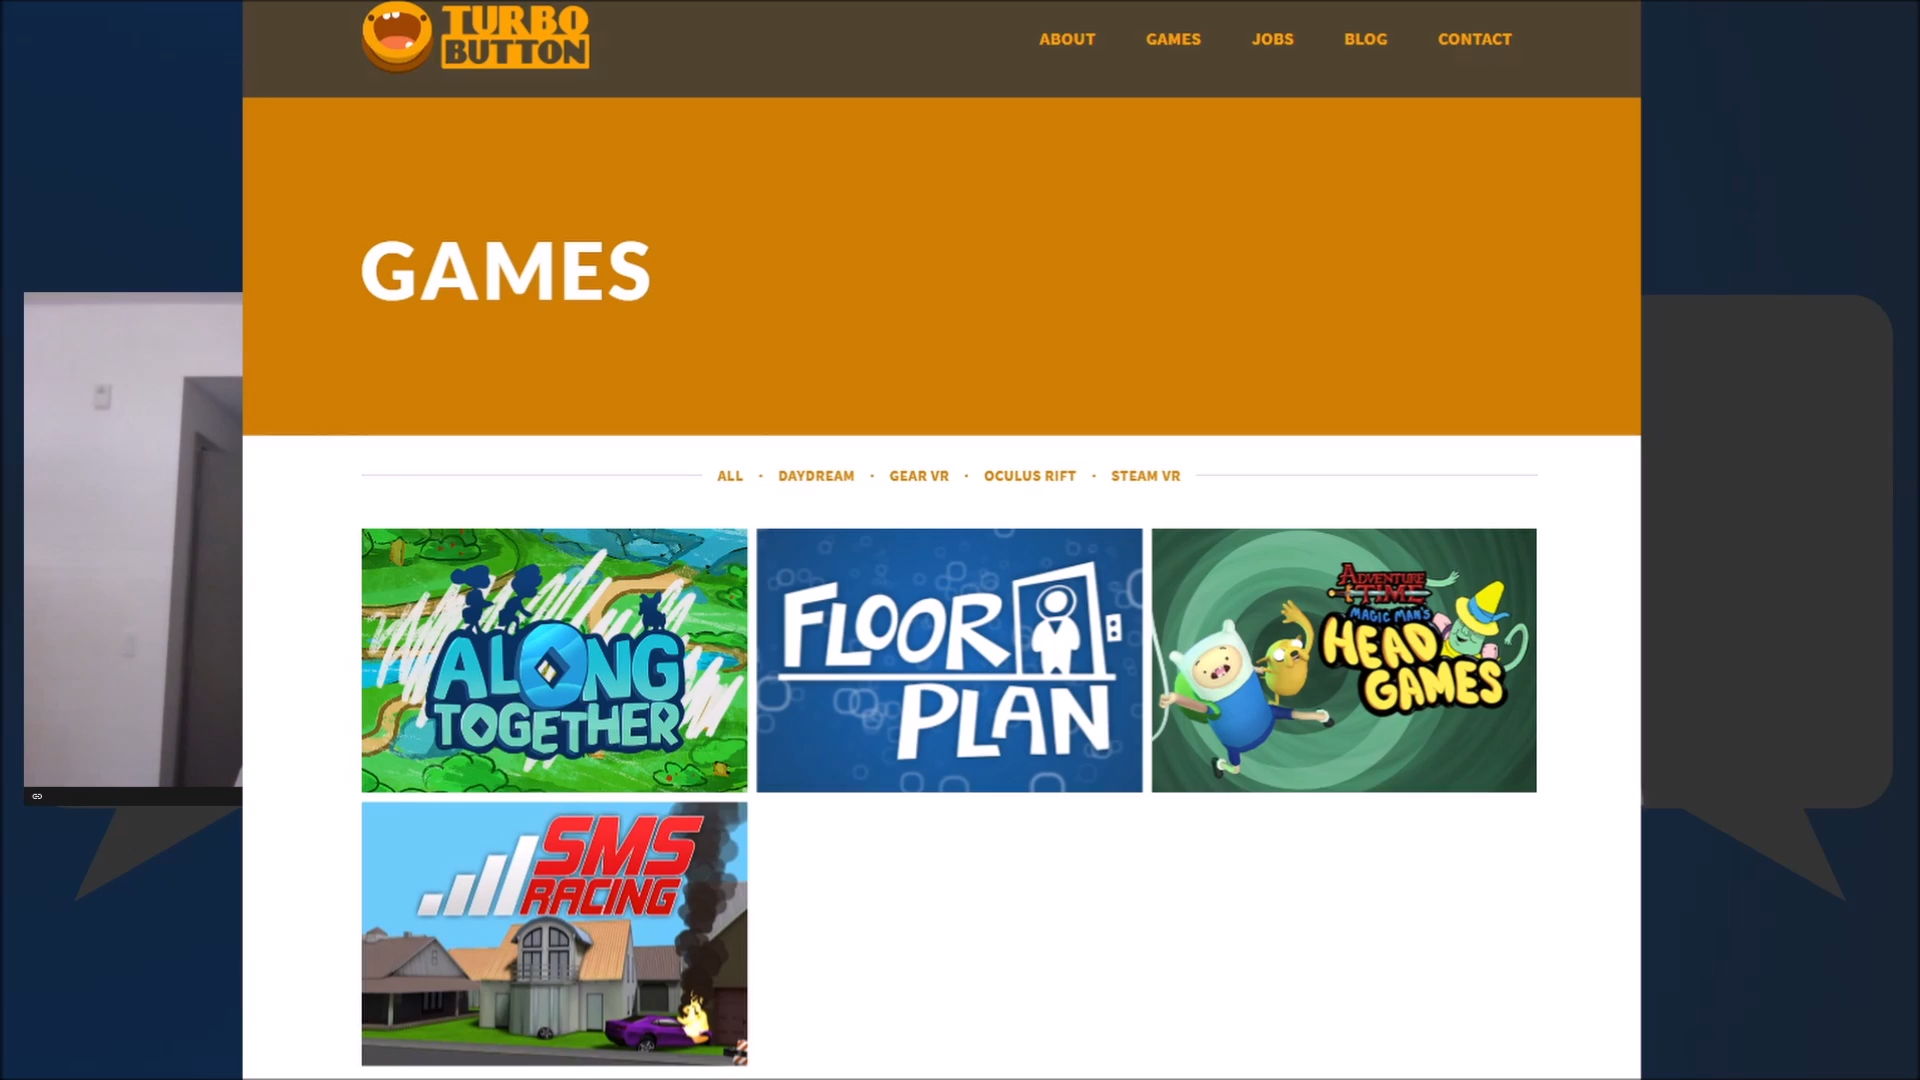 TURBO
BUTTON
ABOUT
GAMES
JOBS
BLOG
CONTACT
GAMES
ALL · DAYDREAM · GEAR VR · OCULUS RIFT · STEAM VR
ALONG
TOGETHER
FLOOR
PLAN
ADVENTURE
TIME
MAGIC MAN'S
HEAD
GAMES
SMS
RACING